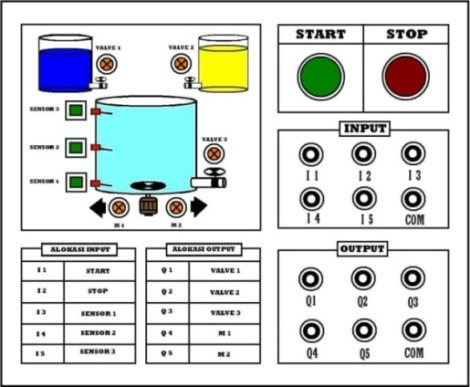 VALVE 1
VALVE 2
SENSOR 3
SENSOR 2
SENSOR 1
VALVE 3
M 1
M 2
START
STOP
INPUT
I 1
I 2
I 3
I 4
I 5
COM
ALOKASI INPUT
I 1 START
I 2 STOP
I 3 SENSOR 1
I 4 SENSOR 2
I 5 SENSOR 3
ALOKASI OUTPUT
Q 1 VALVE 1
Q 2 VALVE 2
Q 3 VALVE 3
Q 4 M 1
Q 5 M 2
OUTPUT
Q1
Q2
Q3
Q4
Q5
COM